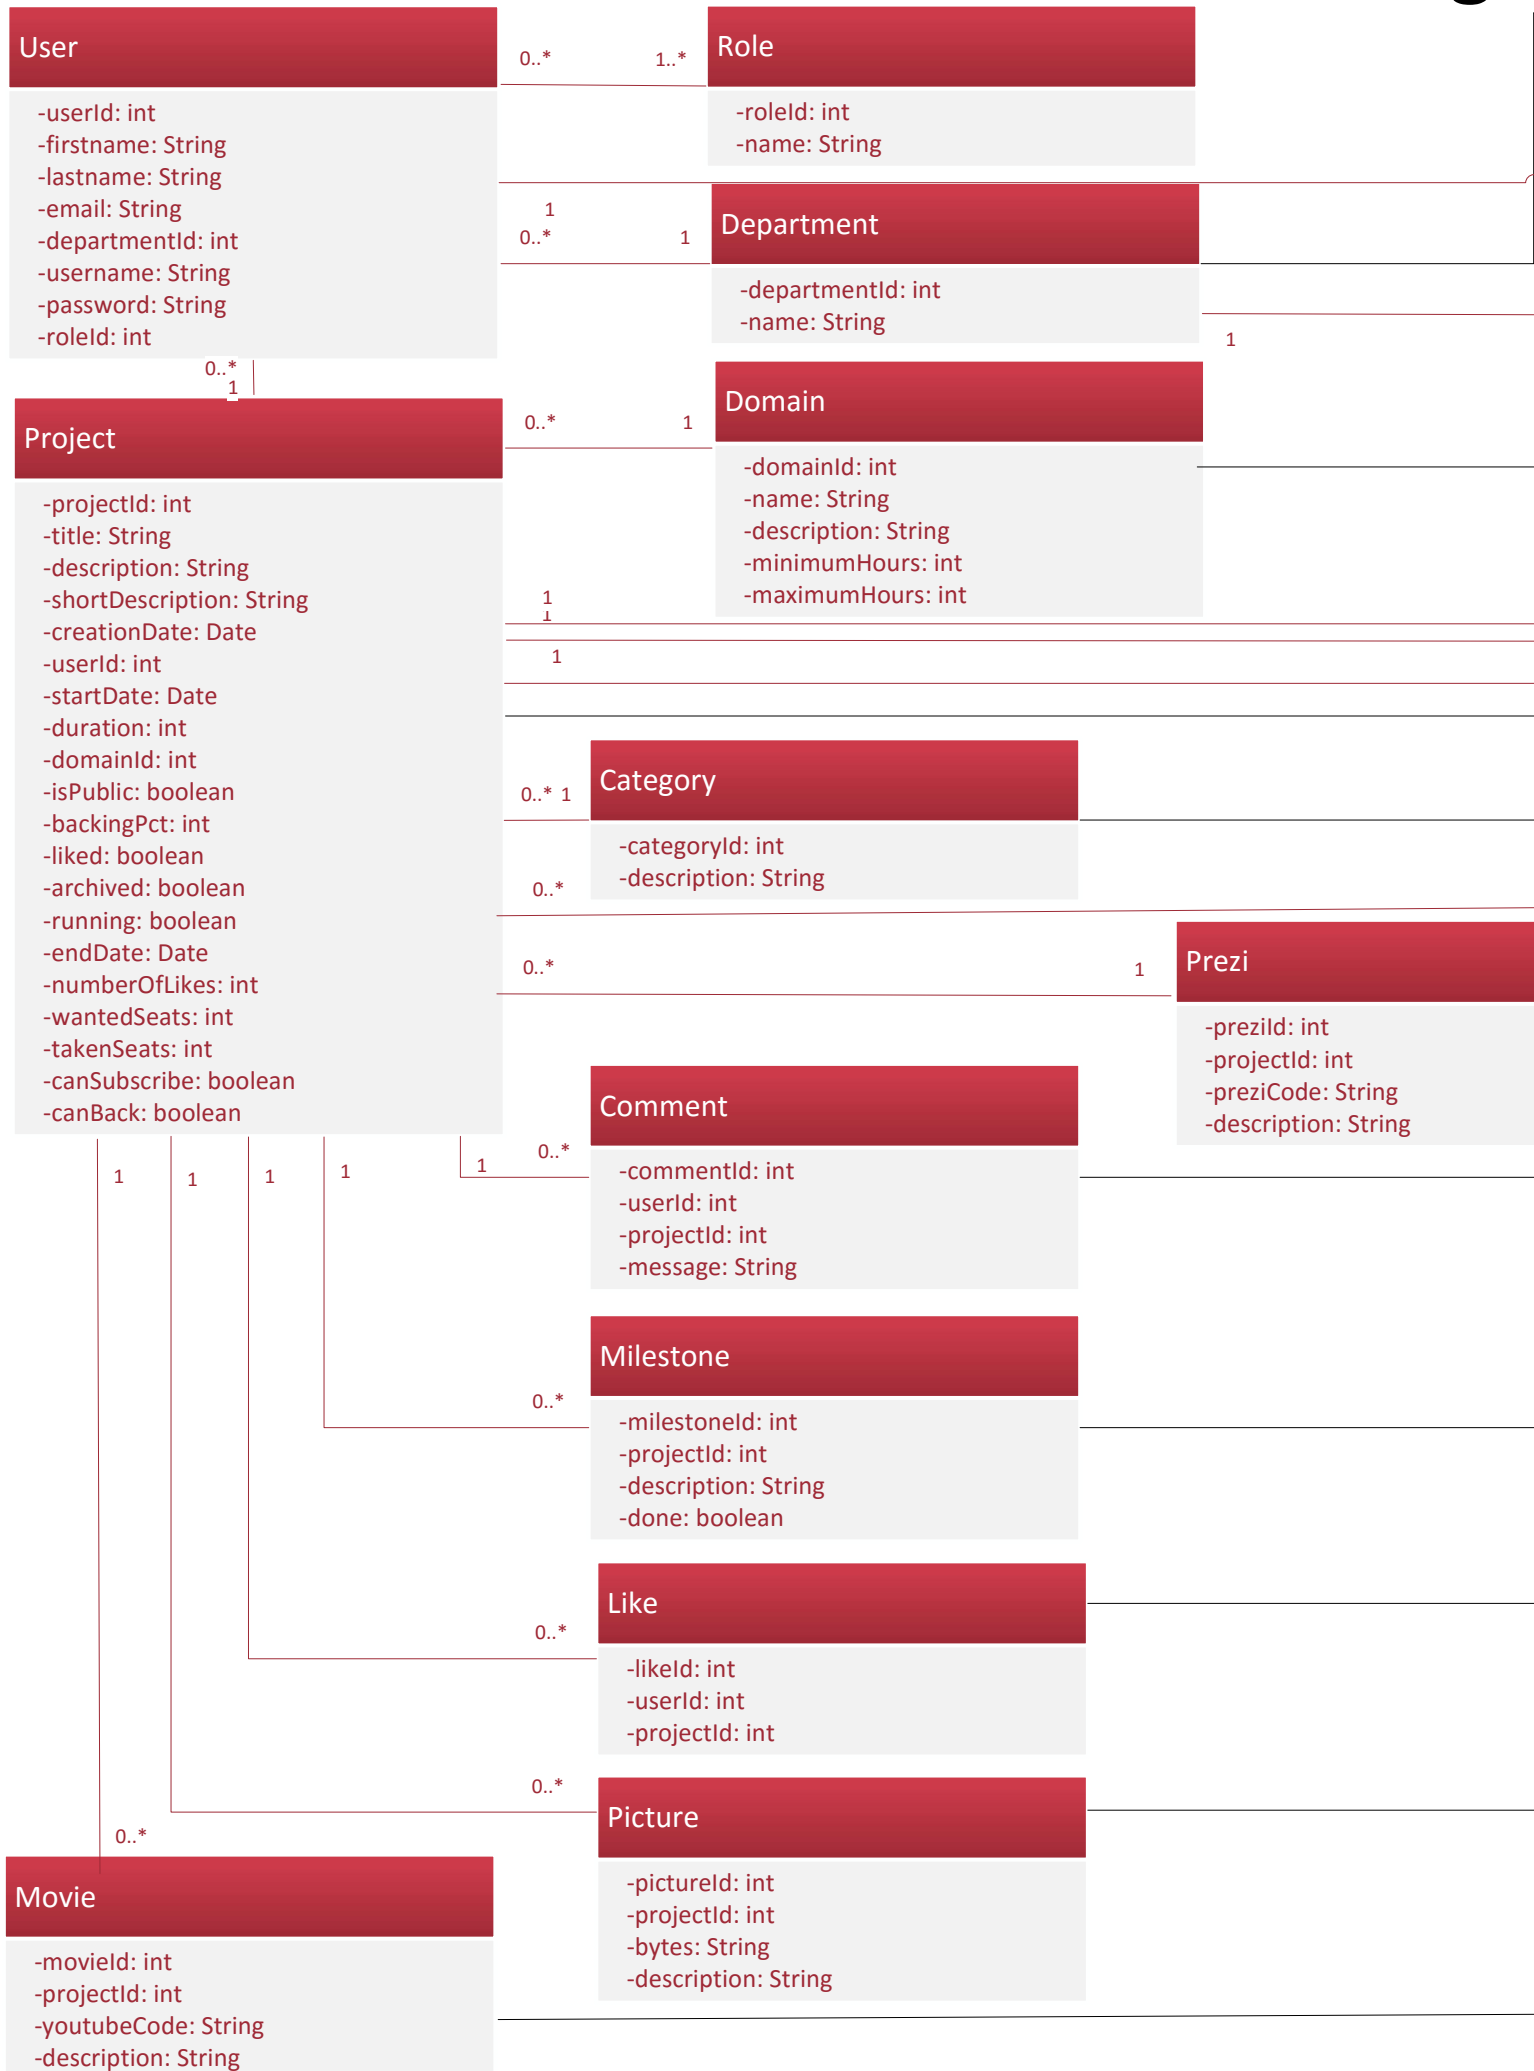 g
User
-userId: int
-firstname: String
-lastname: String
-email: String
-departmentId: int
-username: String
-password: String
-roleId: int
0..*
1..*
Role
-roleId: int
-name: String
1
0..*
1
Department
-departmentId: int
-name: String
1
0..*
1
Project
-projectId: int
-title: String
-description: String
-shortDescription: String
-creationDate: Date
-userId: int
-startDate: Date
-duration: int
-domainId: int
-isPublic: boolean
-backingPct: int
-liked: boolean
-archived: boolean
-running: boolean
-endDate: Date
-numberOfLikes: int
-wantedSeats: int
-takenSeats: int
-canSubscribe: boolean
-canBack: boolean
0..*
1
Domain
-domainId: int
-name: String
-description: String
-minimumHours: int
-maximumHours: int
1
1
1
0..* 1
Category
-categoryId: int
-description: String
0..*
0..*
1
Prezi
-preziId: int
-projectId: int
-preziCode: String
-description: String
1
1
1
1
1
0..*
Comment
-commentId: int
-userId: int
-projectId: int
-message: String
0..*
Milestone
-milestoneId: int
-projectId: int
-description: String
-done: boolean
0..*
Like
-likeId: int
-userId: int
-projectId: int
0..*
Picture
-pictureId: int
-projectId: int
-bytes: String
-description: String
0..*
Movie
-movieId: int
-projectId: int
-youtubeCode: String
-description: String